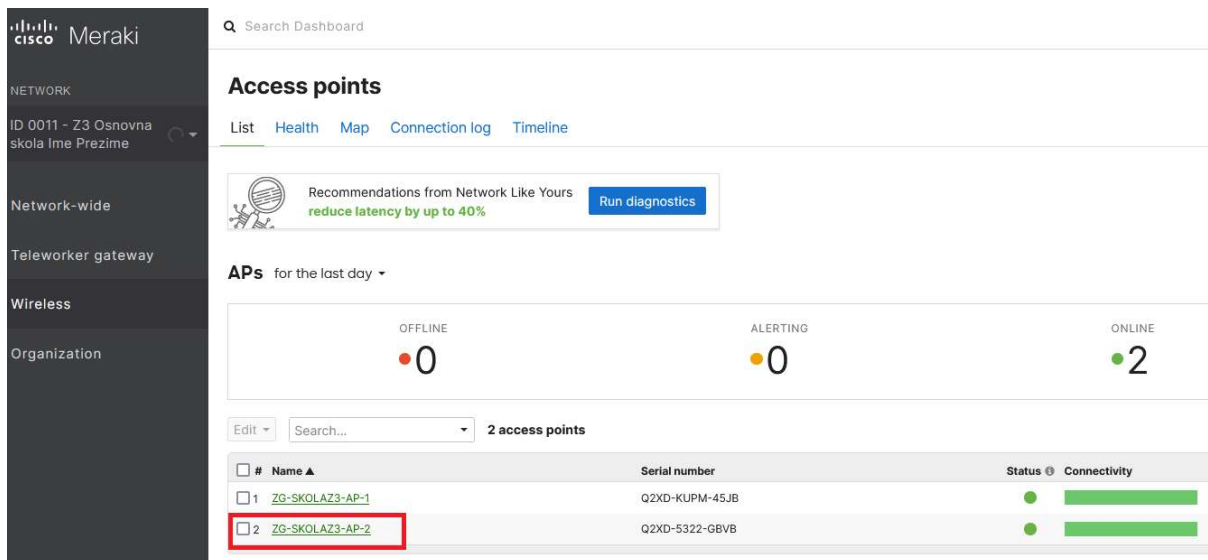 CISCO Meraki
Search Dashboard
NETWORK
ID 0011 - Z3 Osnovna
skola Ime Prezime
Network-wide
Teleworker gateway
Wireless
Organization
Access points
List Health Map Connection log Timeline
Recommendations from Network Like Yours
reduce latency by up to 40%
Run diagnostics
APs for the last day
OFFLINE ALERTING ONLINE
0 0 2
Edit Search... 2 access points
# Name ▲ Serial number Status Connectivity
1 ZG-SKOLAZ3-AP-1 Q2XD-KUPM-45JB
2 ZG-SKOLAZ3-AP-2 Q2XD-5322-GBVB